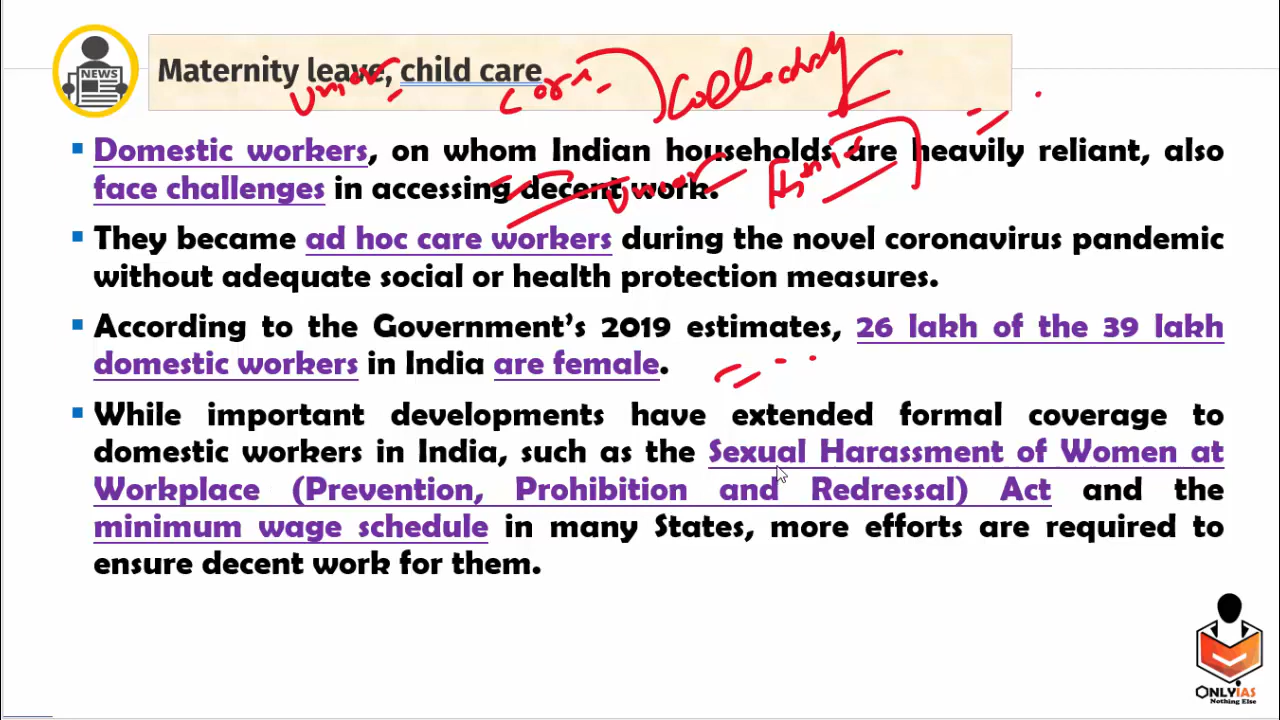 NEWS
Maternity leave, child care
Domestic workers, on whom Indian households are heavily reliant, also
face challenges in accessing decent work.
They became ad hoc care workers during the novel coronavirus pandemic
without adequate social or health protection measures.
According to the Government's 2019 estimates, 26 lakh of the 39 lakh
domestic workers in India are female.
While important developments have extended formal coverage to
domestic workers in India, such as the Sexual Harassment of Women at
Workplace (Prevention, Prohibition and Redressal) Act and the
minimum wage schedule in many States, more efforts are required to
ensure decent work for them.
ONLYIAS
Nothing Else